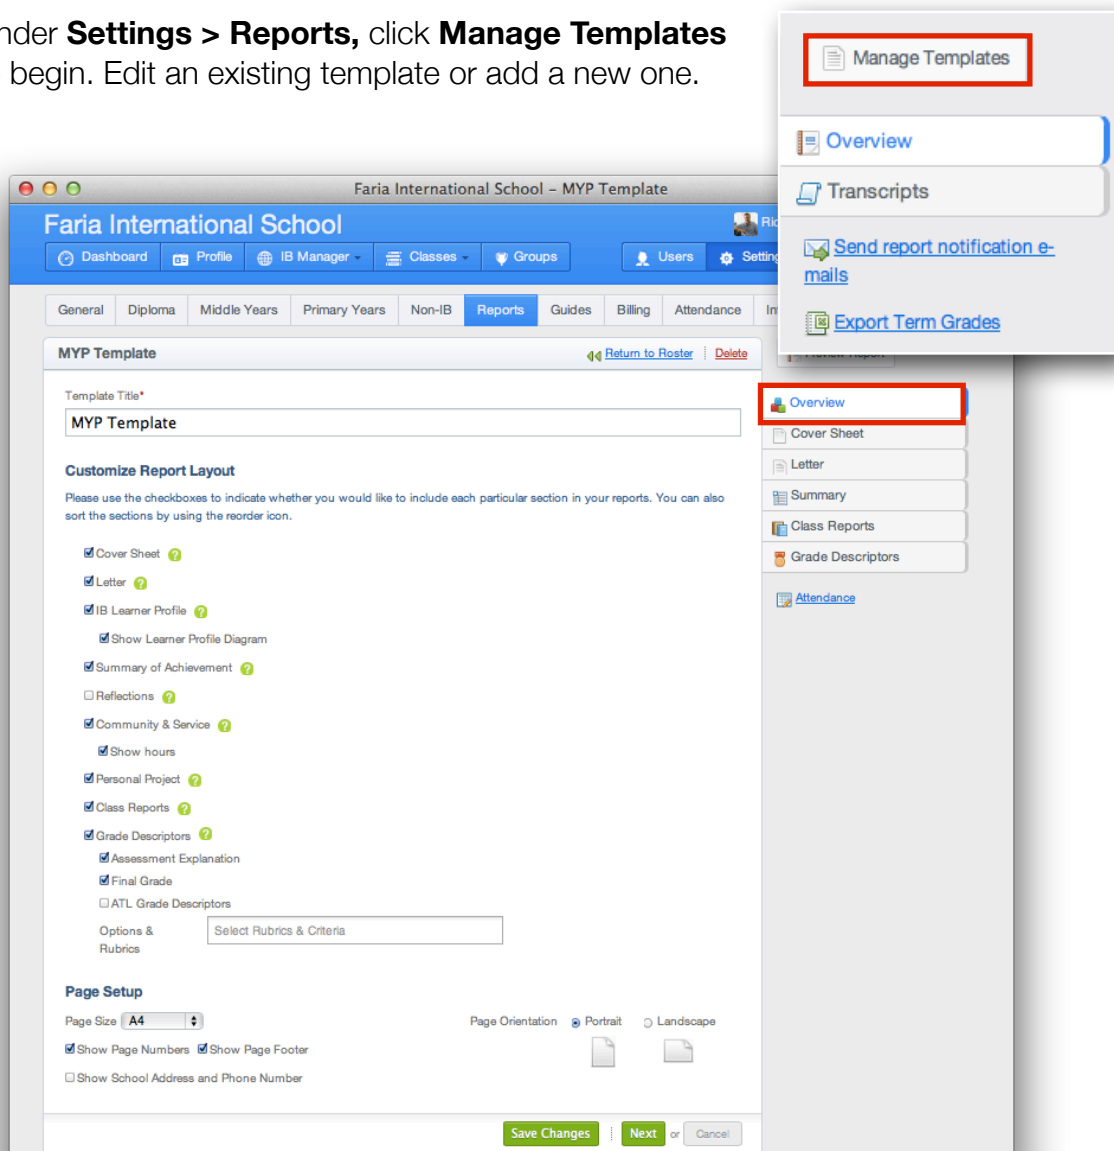 Settings > Reports, click Manage Templates
begin. Edit an existing template or add a new one.
Manage Templates
Overview
Transcripts
Send report notification e-
mails
Export Term Grades
Faria International School – MYP Template
Faria International School
Dashboard Profile IB Manager Classes Groups Users
General Diploma Middle Years Primary Years Non-IB Reports Guides Billing Attendance
MYP Template Return to Roster Delete
Preview Report
Template Title*
MYP Template
Customize Report Layout
Please use the checkboxes to indicate whether you would like to include each particular section in your reports. You can also
sort the sections by using the reorder icon.
Cover Sheet ?
Letter ?
IB Learner Profile ?
Show Learner Profile Diagram
Summary of Achievement ?
Reflections ?
Community & Service ?
Show hours
Personal Project ?
Class Reports ?
Grade Descriptors ?
Assessment Explanation
Final Grade
ATL Grade Descriptors
Options & Select Rubrics & Criteria
Rubrics
Page Setup
Page Size A4 Page Orientation Portrait Landscape
Show Page Numbers Show Page Footer
Show School Address and Phone Number
Save Changes Next or Cancel
Overview
Cover Sheet
Letter
Summary
Class Reports
Grade Descriptors
Attendance